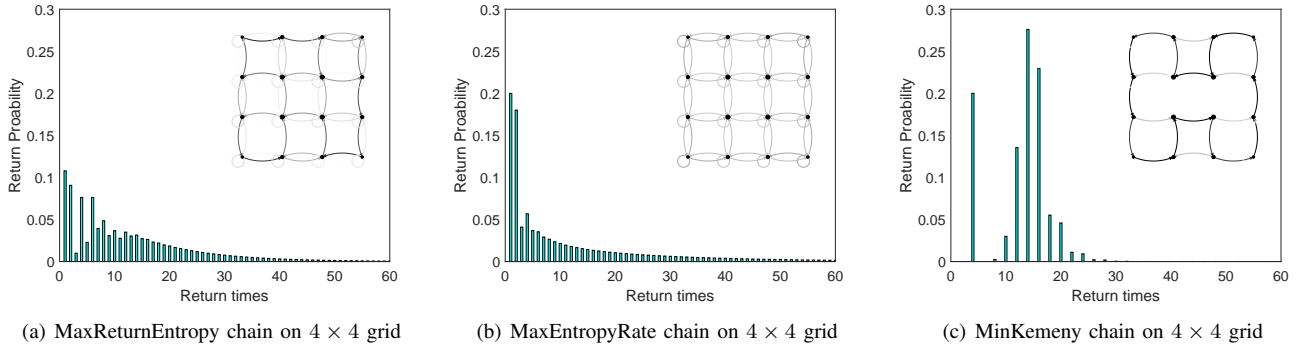 0.3
0.25
0.2
0.15
0.1
0.05
0
Return Proability
0 10 20 30 40 50 60
Return times
(a) MaxReturnEntropy chain on 4 × 4 grid
0.3
0.25
0.2
0.15
0.1
0.05
0
Return Proability
0 10 20 30 40 50 60
Return times
(b) MaxEntropyRate chain on 4 × 4 grid
0.3
0.25
0.2
0.15
0.1
0.05
0
Return Proability
0 10 20 30 40 50 60
Return times
(c) MinKemeny chain on 4 × 4 grid